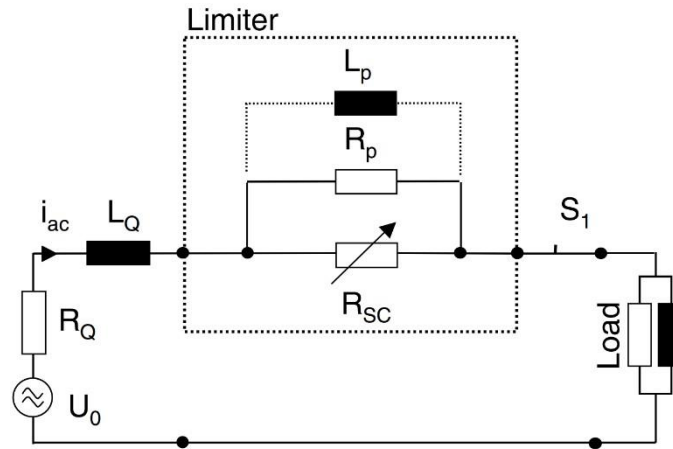 Limiter
L_p
R_p
i_ac
L_Q
S_1
R_SC
R_Q
Load
U_0